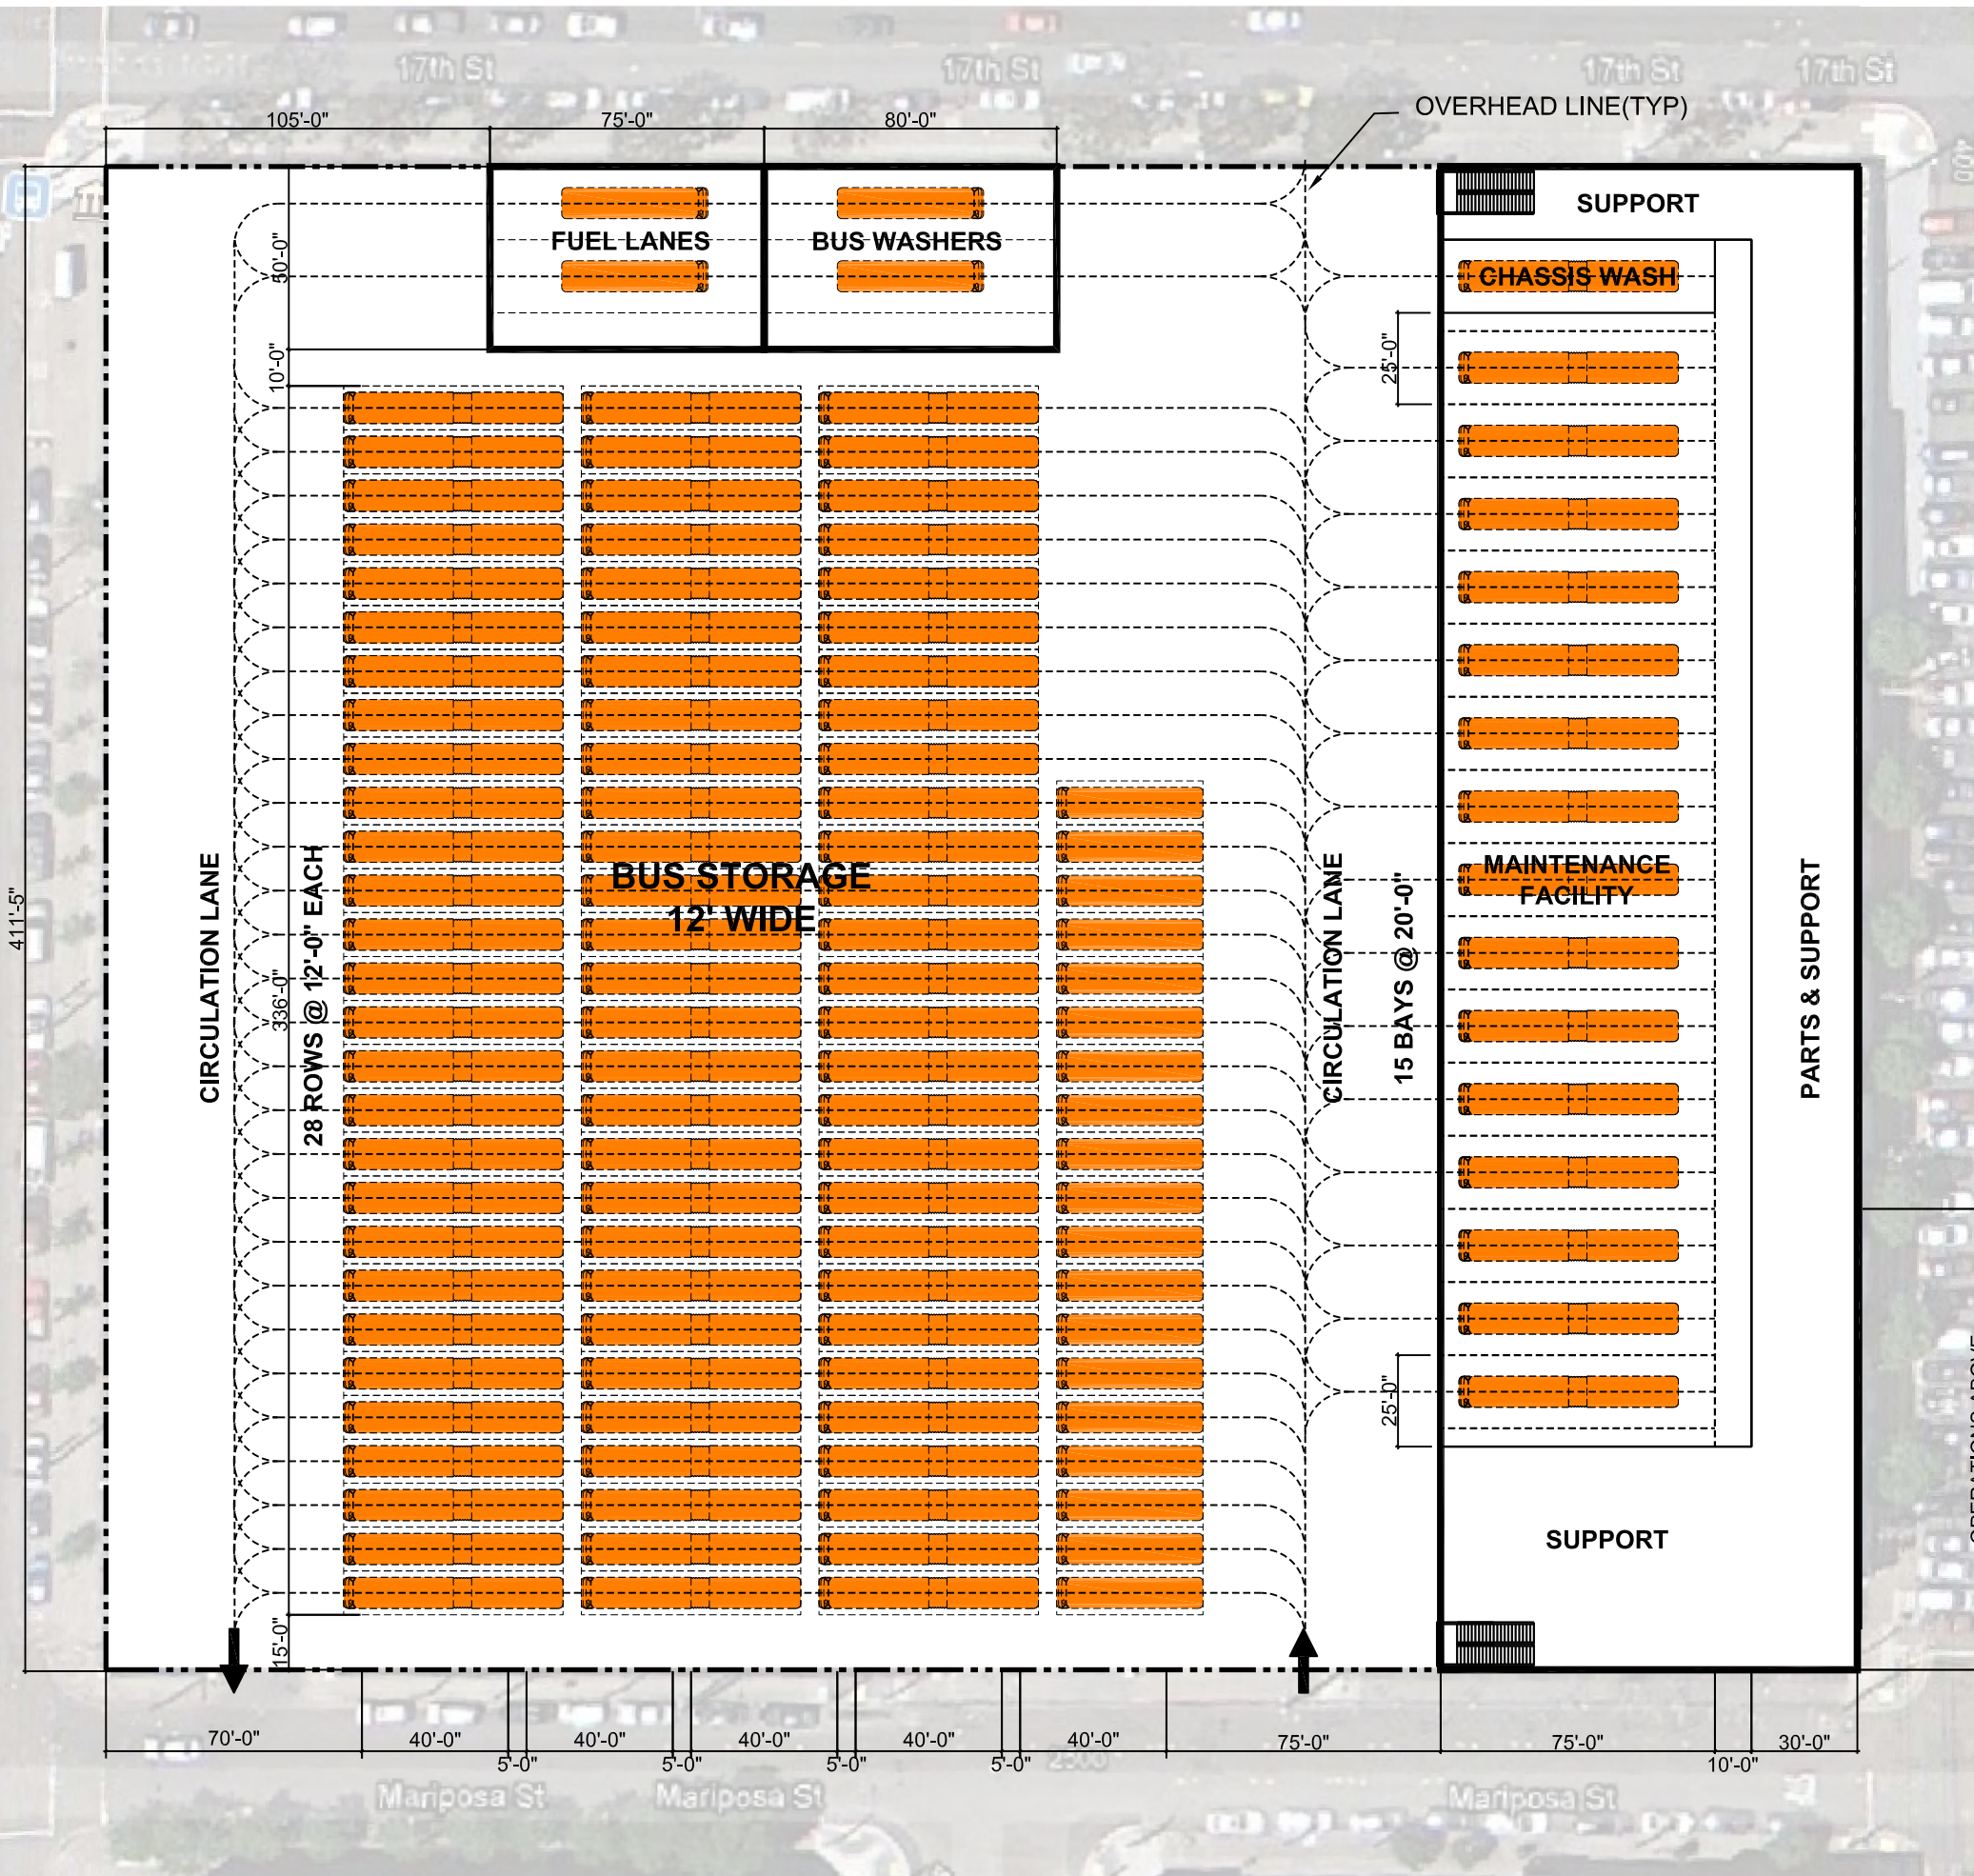 17th St
17th St
17th St
17th St
OVERHEAD LINE(TYP)
105'-0"
75'-0"
80'-0"
SUPPORT
FUEL LANES
BUS WASHERS
50'-0"
CHASSIS WASH
10'-0"
25'-0"
BUS STORAGE
12' WIDE
MAINTENANCE
FACILITY
CIRCULATION LANE
28 ROWS @ 12'-0" EACH
336'-0"
411'-5"
CIRCULATION LANE
15 BAYS @ 20'-0"
PARTS & SUPPORT
25'-0"
OPERATIONS ABOVE
SUPPORT
15'-0"
70'-0"
40'-0"
40'-0"
40'-0"
40'-0"
40'-0"
75'-0"
75'-0"
30'-0"
5'-0"
5'-0"
5'-0"
5'-0"
2500
10'-0"
Mariposa St
Mariposa St
Mariposa St